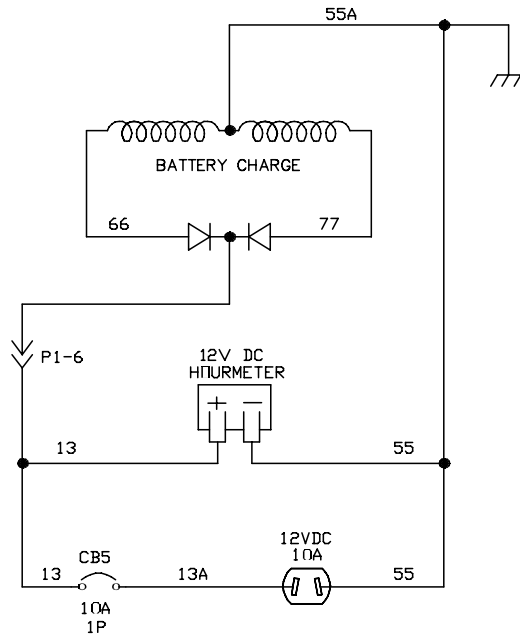 55A
BATTERY CHARGE
66
77
P1-6
12V DC
HOURMETER
+ −
13
55
12VDC
10A
CB5
13
13A
55
10A
1P